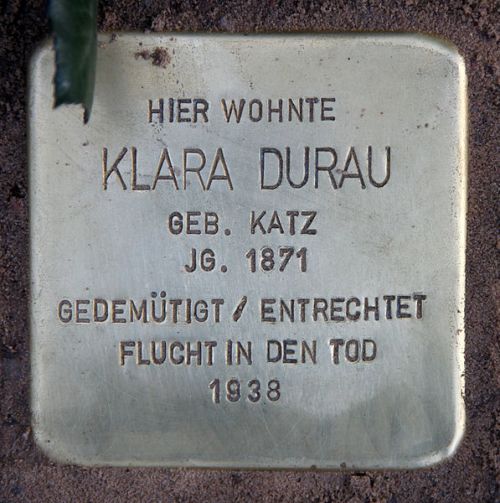 HIER WOHNTE
KLARA DURAU
GEB. KATZ
JG. 1871
GEDEMÜTIGT / ENTRECHTET
FLUCHT IN DEN TOD
1938